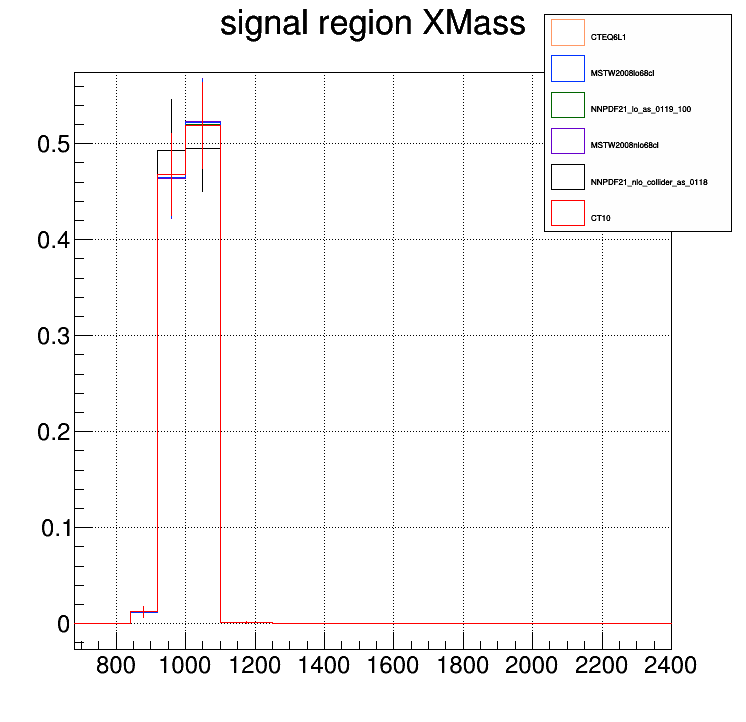 signal region XMass
CTEQ6L1
MSTW2008lo68cl
NNPDF21_lo_as_0119_100
MSTW2008nlo68cl
NNPDF21_nlo_collider_as_0118
CT10
0.5
0.4
0.3
0.2
0.1
0
800 1000 1200 1400 1600 1800 2000 2200 2400